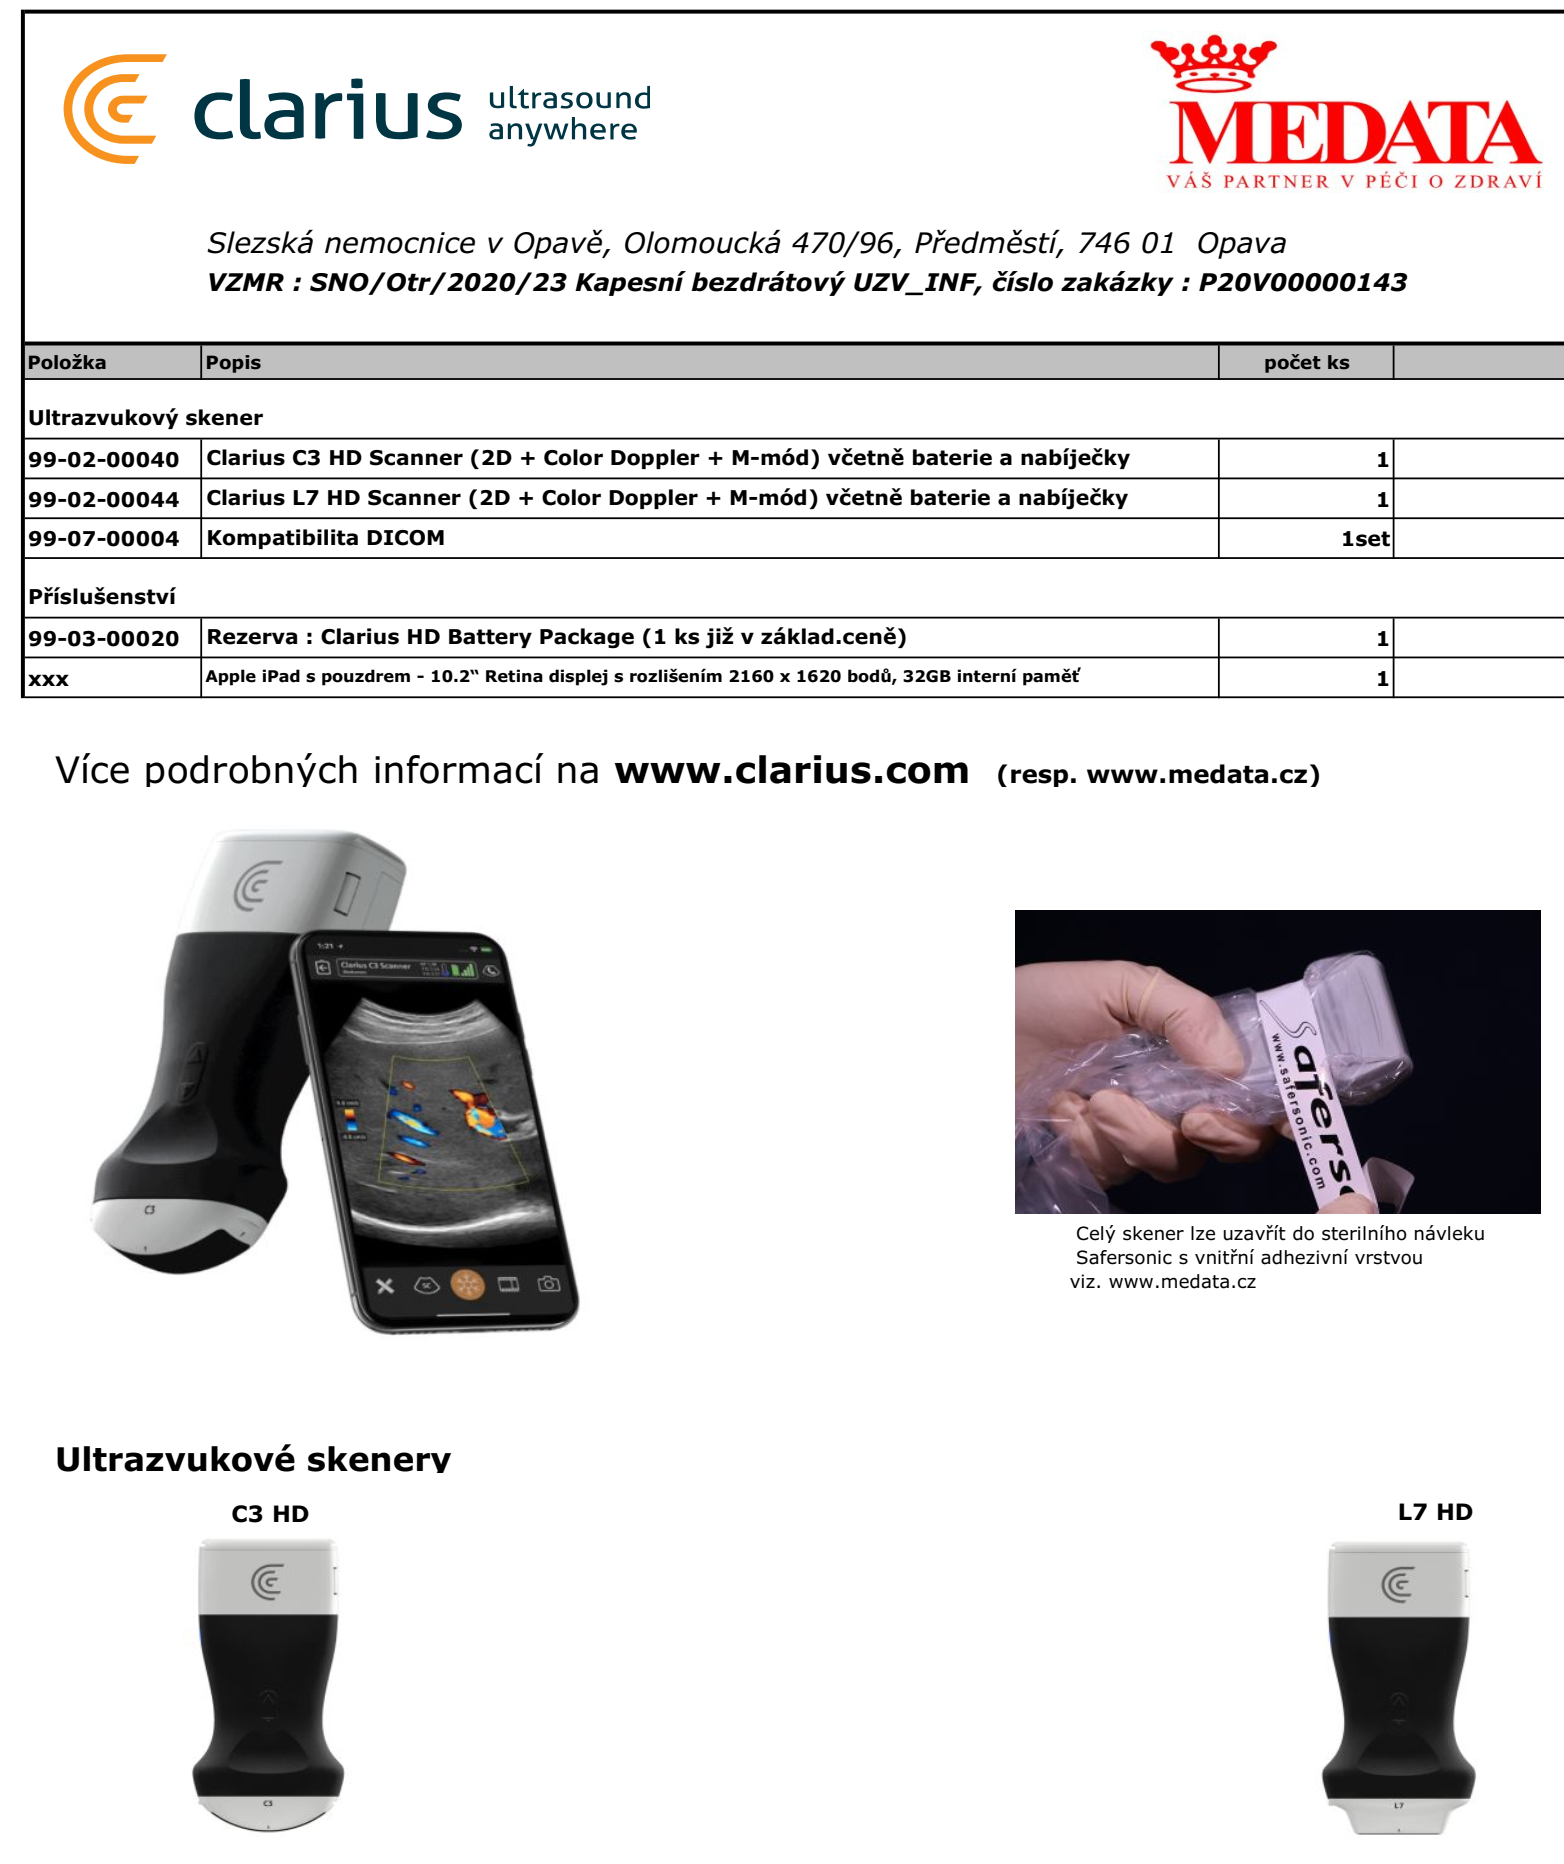 clarius ultrasound anywhere
MEDATA
VÁŠ PARTNER V PÉČI O ZDRAVÍ
Slezská nemocnice v Opavě, Olomoucká 470/96, Předměstí, 746 01 Opava
VZMR : SNO/Otr/2020/23 Kapesní bezdrátový UZV_INF, číslo zakázky : P20V00000143
Položka Popis počet ks
Ultrazvukový skener
99-02-00040 Clarius C3 HD Scanner (2D + Color Doppler + M-mód) včetně baterie a nabíječky 1
99-02-00044 Clarius L7 HD Scanner (2D + Color Doppler + M-mód) včetně baterie a nabíječky 1
99-07-00004 Kompatibilita DICOM 1set
Příslušenství
99-03-00020 Rezerva : Clarius HD Battery Package (1 ks již v základ.ceně) 1
xxx Apple iPad s pouzdrem - 10.2“ Retina displej s rozlišením 2160 x 1620 bodů, 32GB interní paměť 1
Více podrobných informací na www.clarius.com (resp. www.medata.cz)
1:21
Clarius C3 Scanner
C3
SC
Saferso
www.safersonic.com
Celý skener lze uzavřít do sterilního návleku
Safersonic s vnitřní adhezivní vrstvou
viz. www.medata.cz
Ultrazvukové skenery
C3 HD
L7 HD
C3
L7